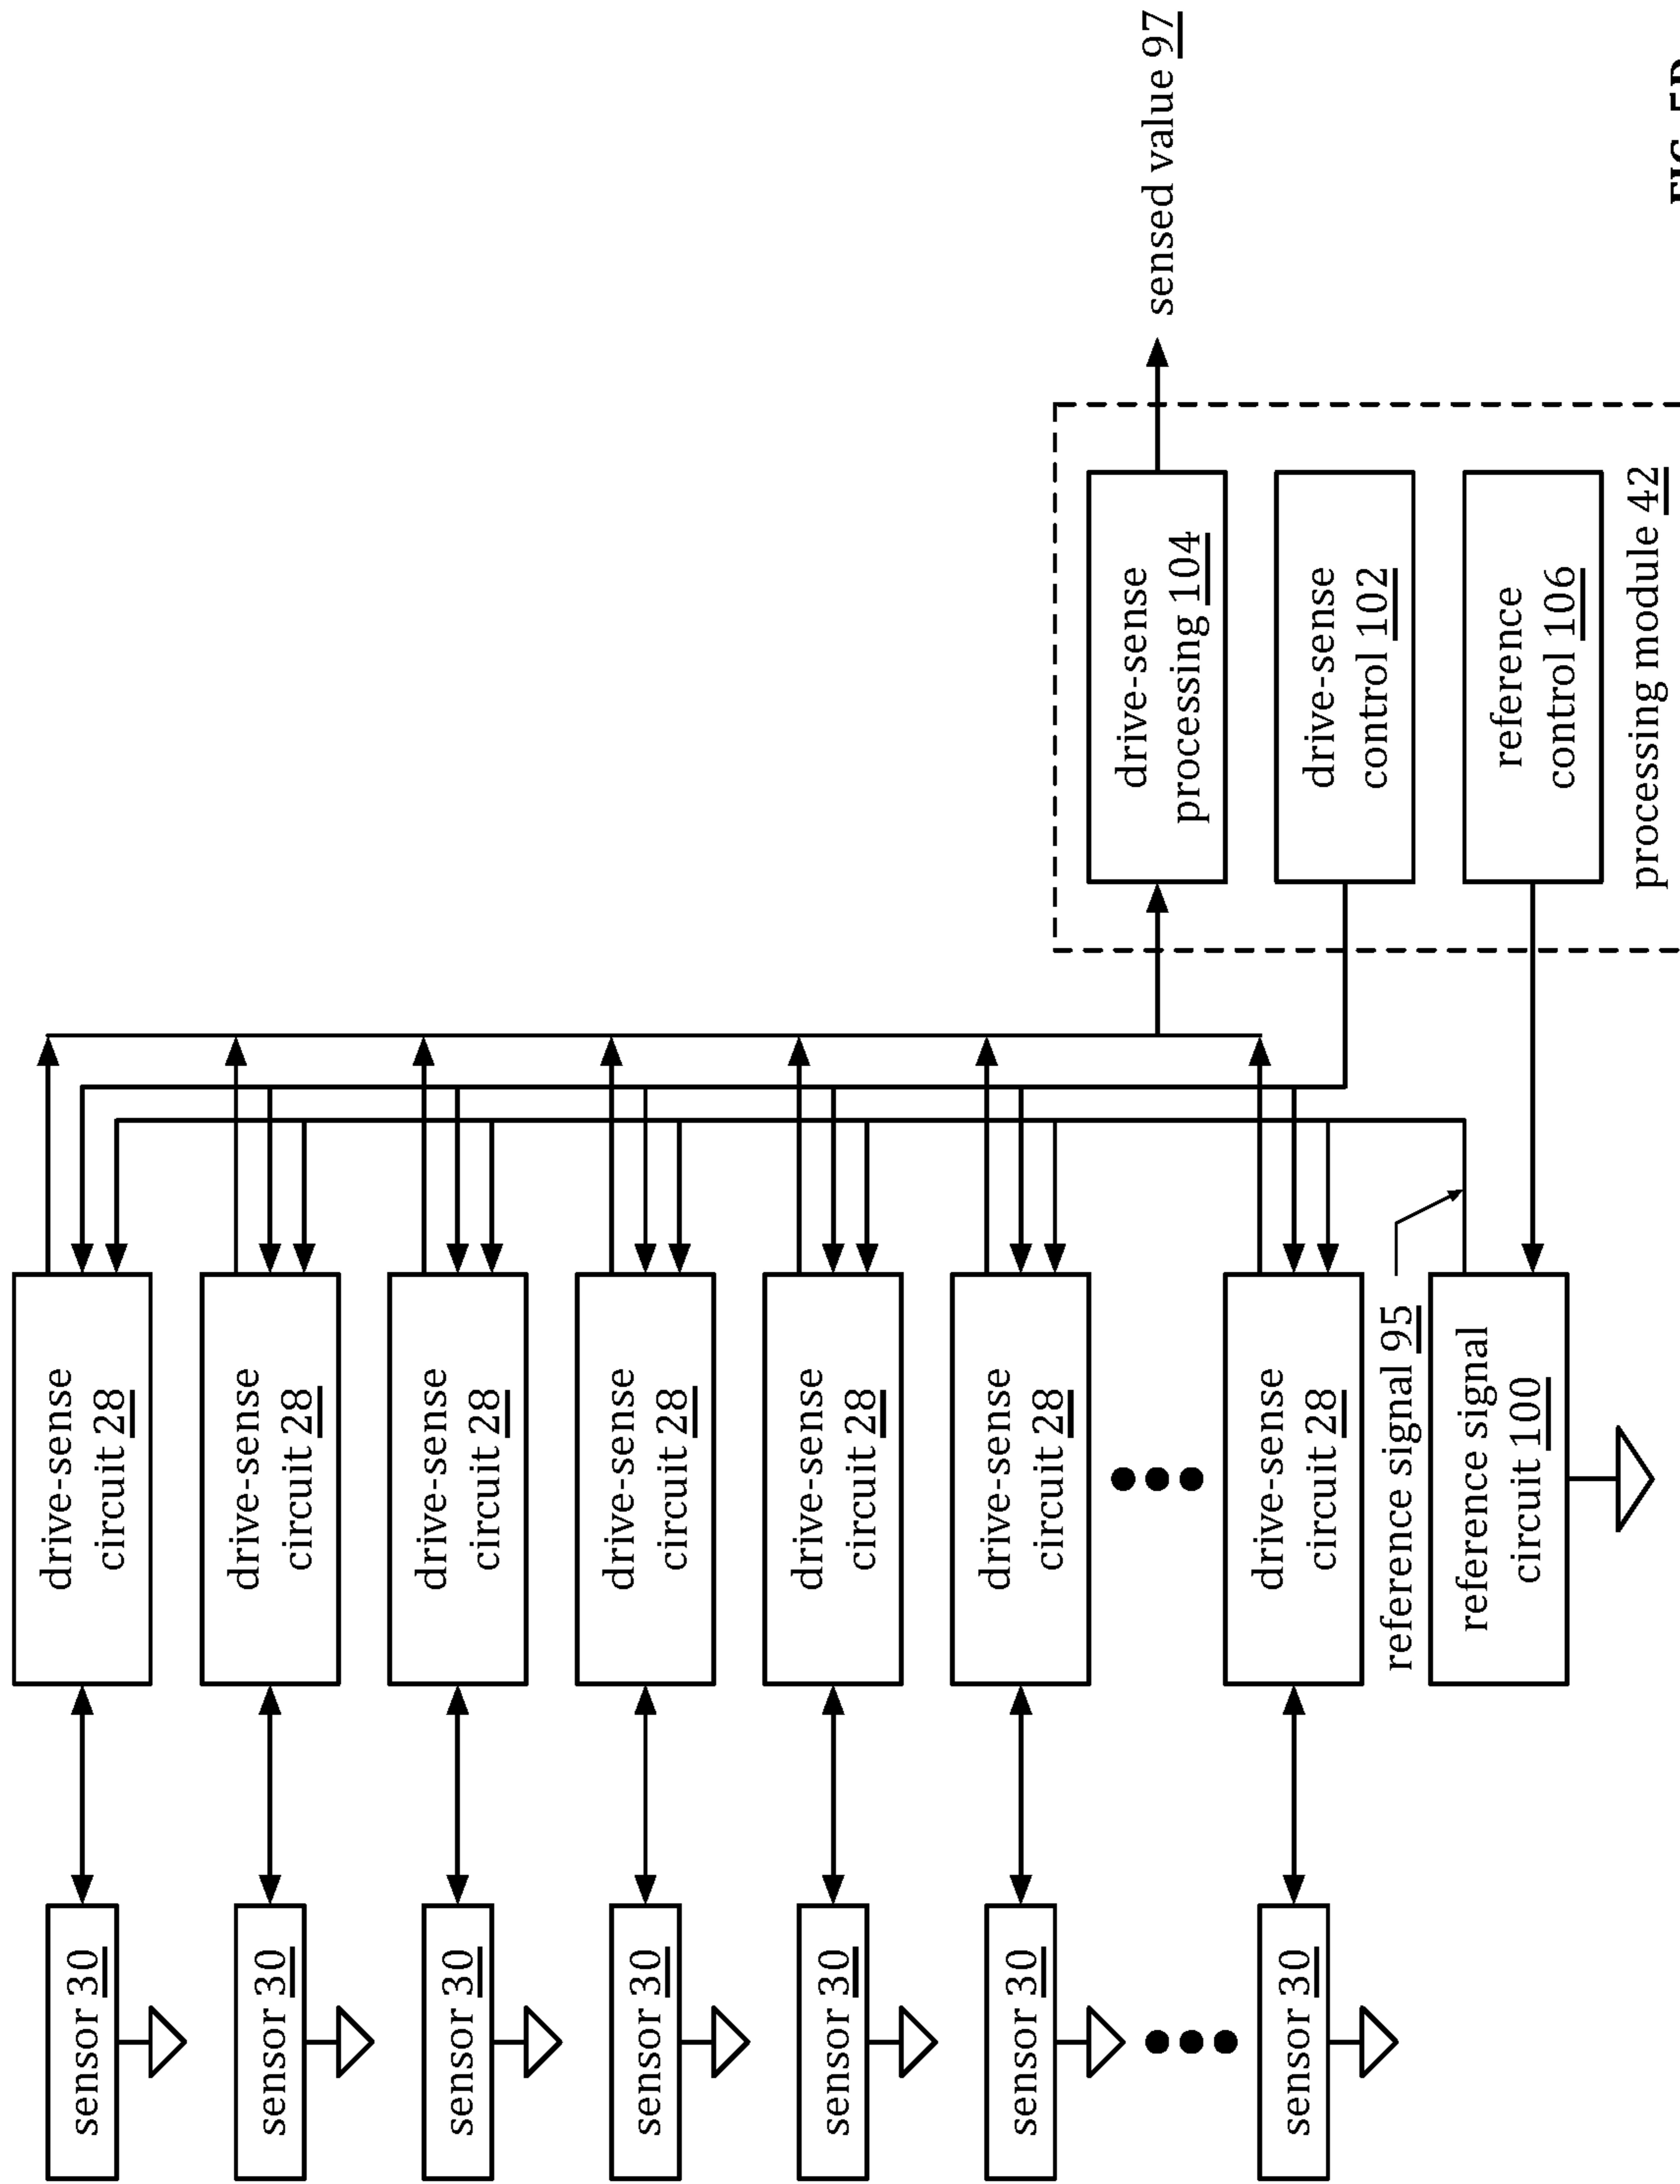 sensor 30
drive-sense
circuit 28
sensor 30
drive-sense
circuit 28
sensor 30
drive-sense
circuit 28
sensor 30
drive-sense
circuit 28
sensor 30
drive-sense
circuit 28
sensor 30
drive-sense
circuit 28
sensor 30
drive-sense
circuit 28
reference signal 95
reference signal
circuit 100
drive-sense
processing 104
sensed value 97
drive-sense
control 102
reference
control 106
processing module 42
FIG.